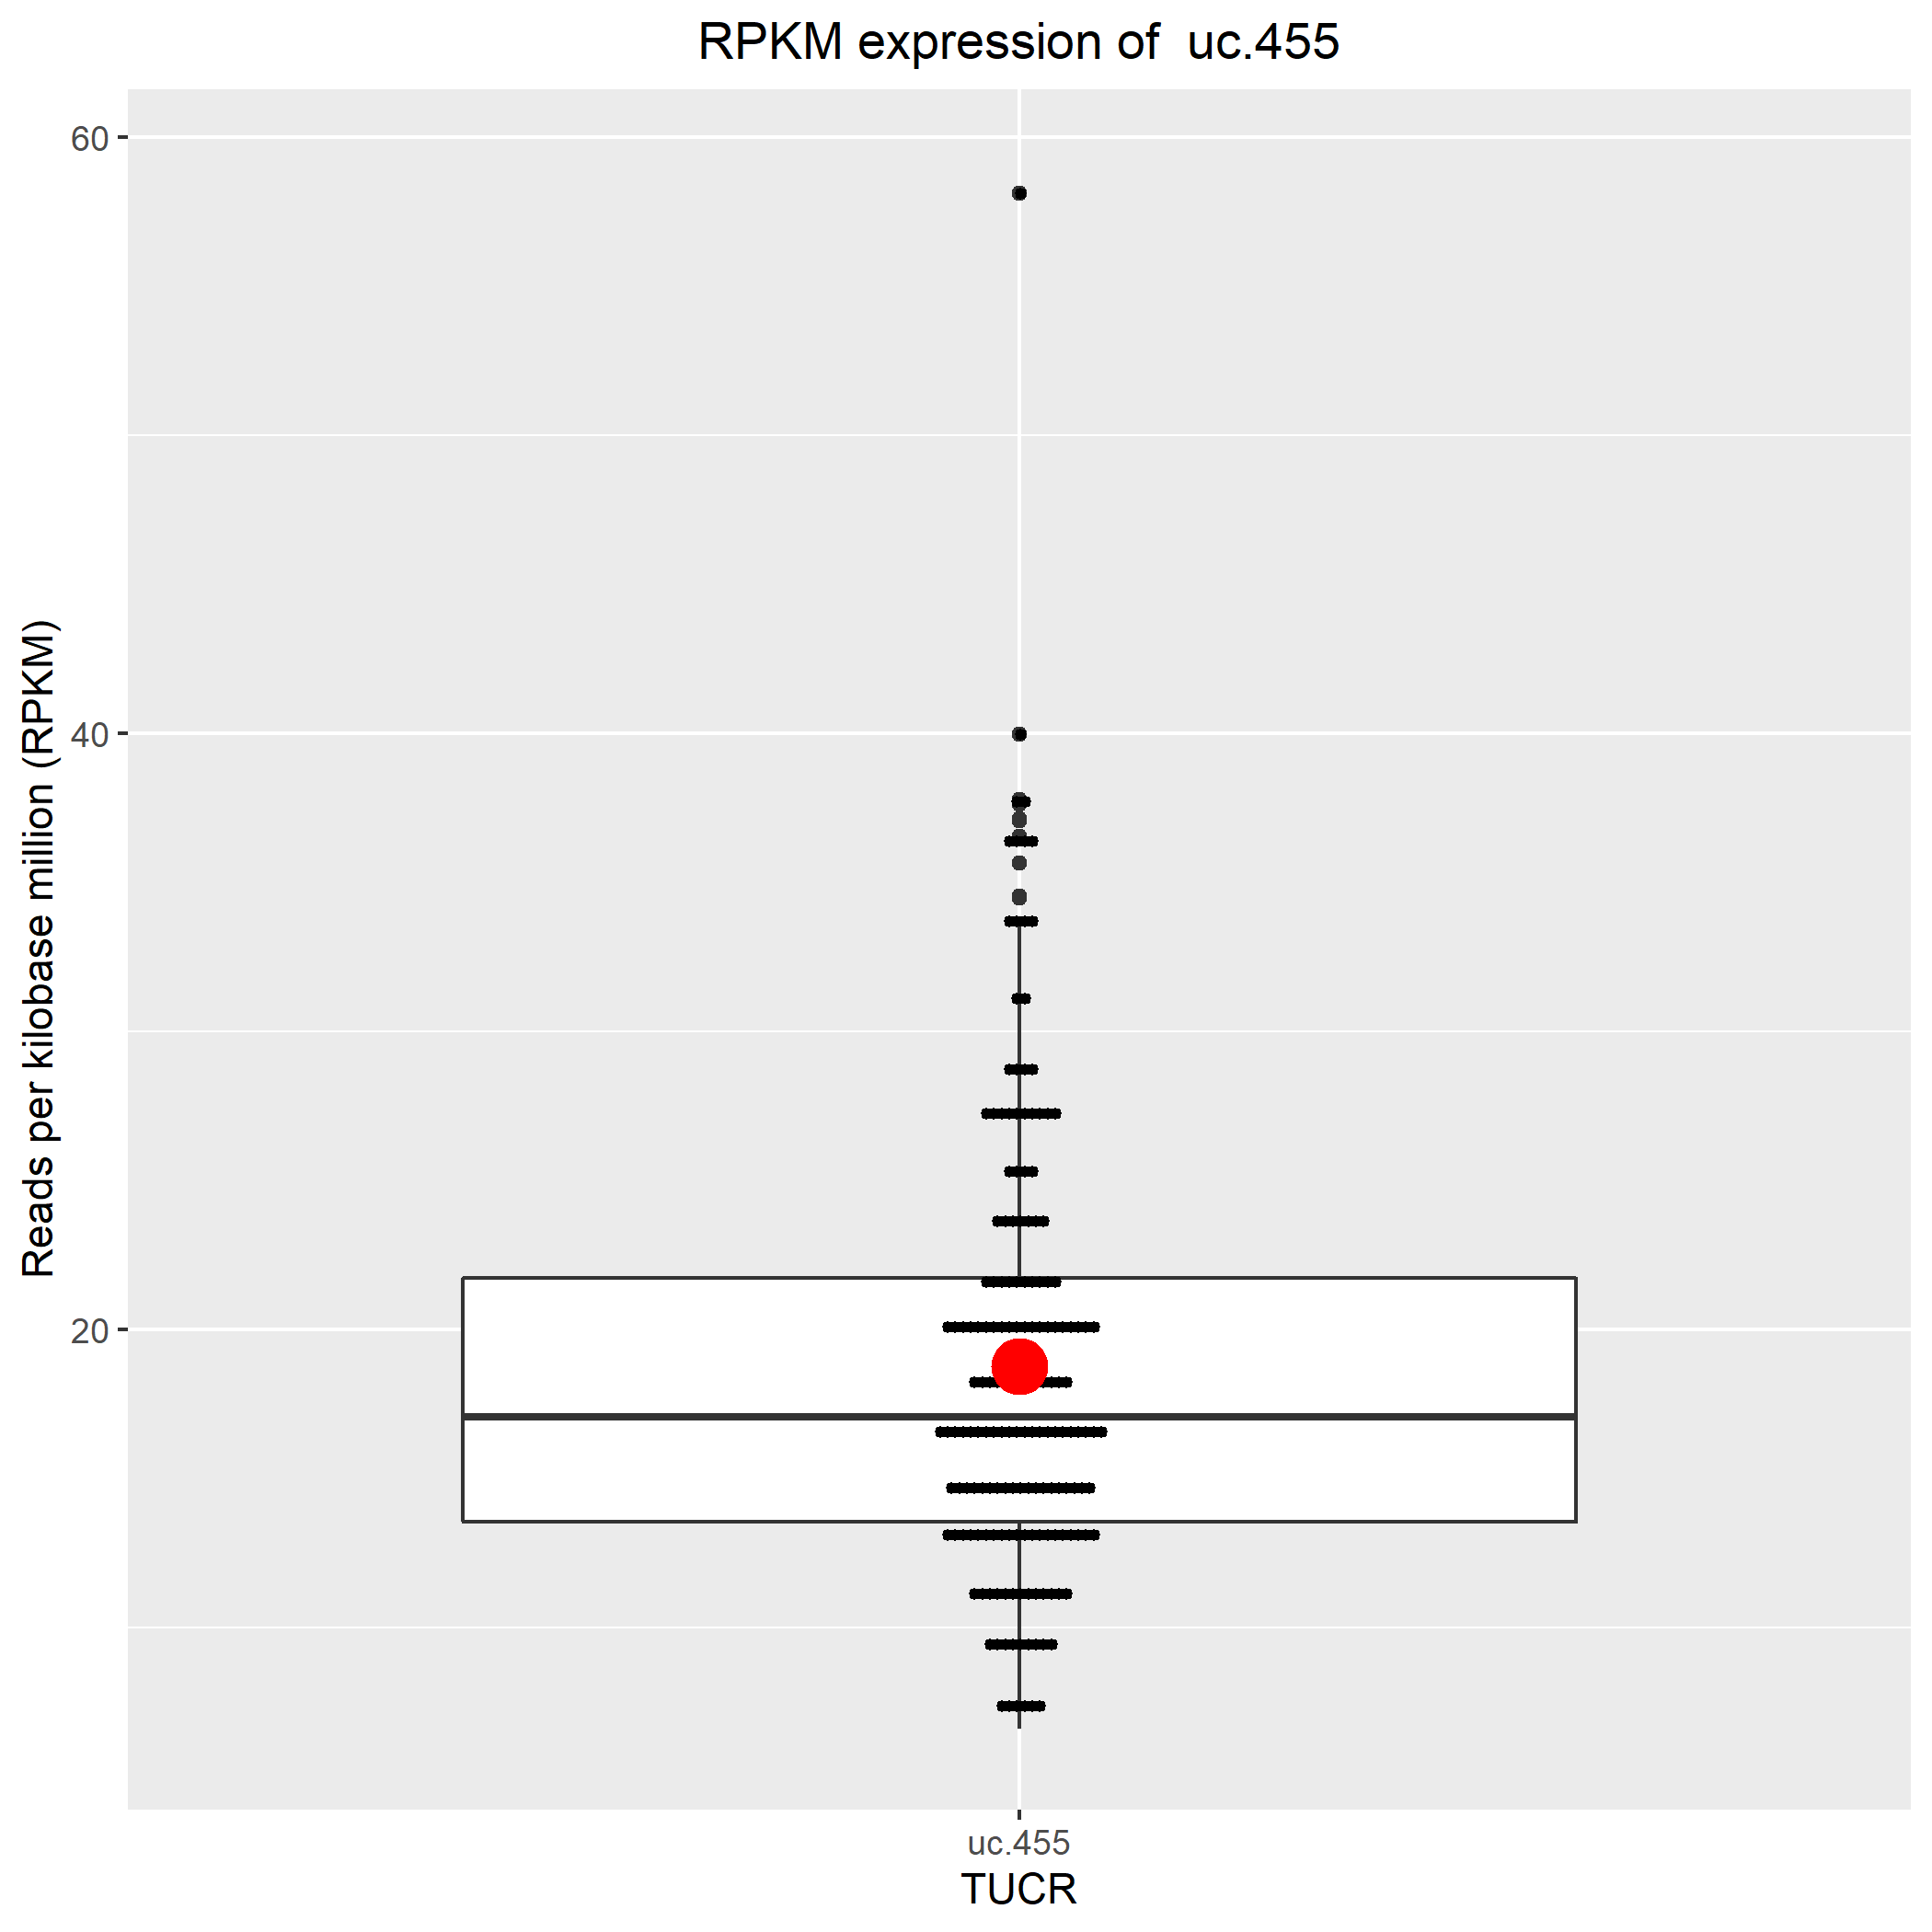 RPKM expression of  uc.455
Reads per kilobase million (RPKM)
60
40
20
uc.455
TUCR